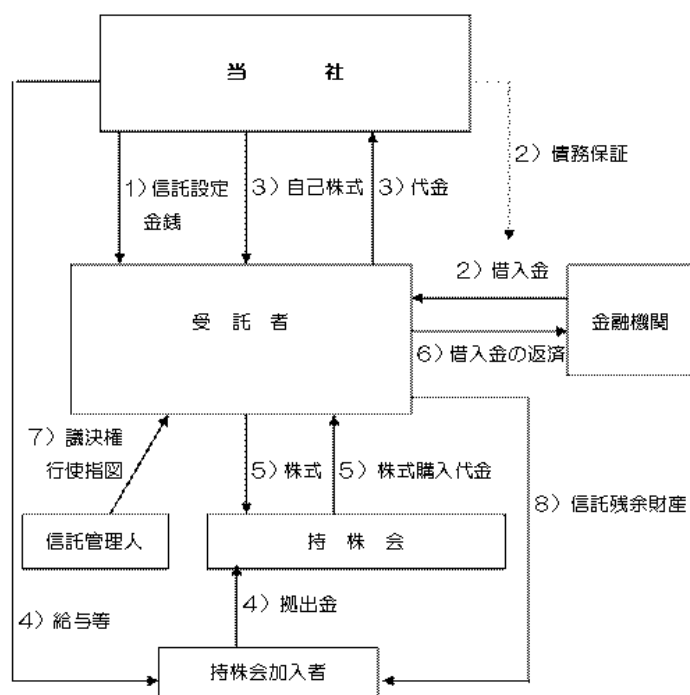 当　　　社
2）債務保証
1）信託設定
金銭
3）自己株式
3）代金
2）借入金
受　託　者
金融機関
6）借入金の返済
7）議決権
行使指図
5）株式
5）株式購入代金
8）信託残余財産
信託管理人
持　株　会
4）給与等
4）拠出金
持株会加入者